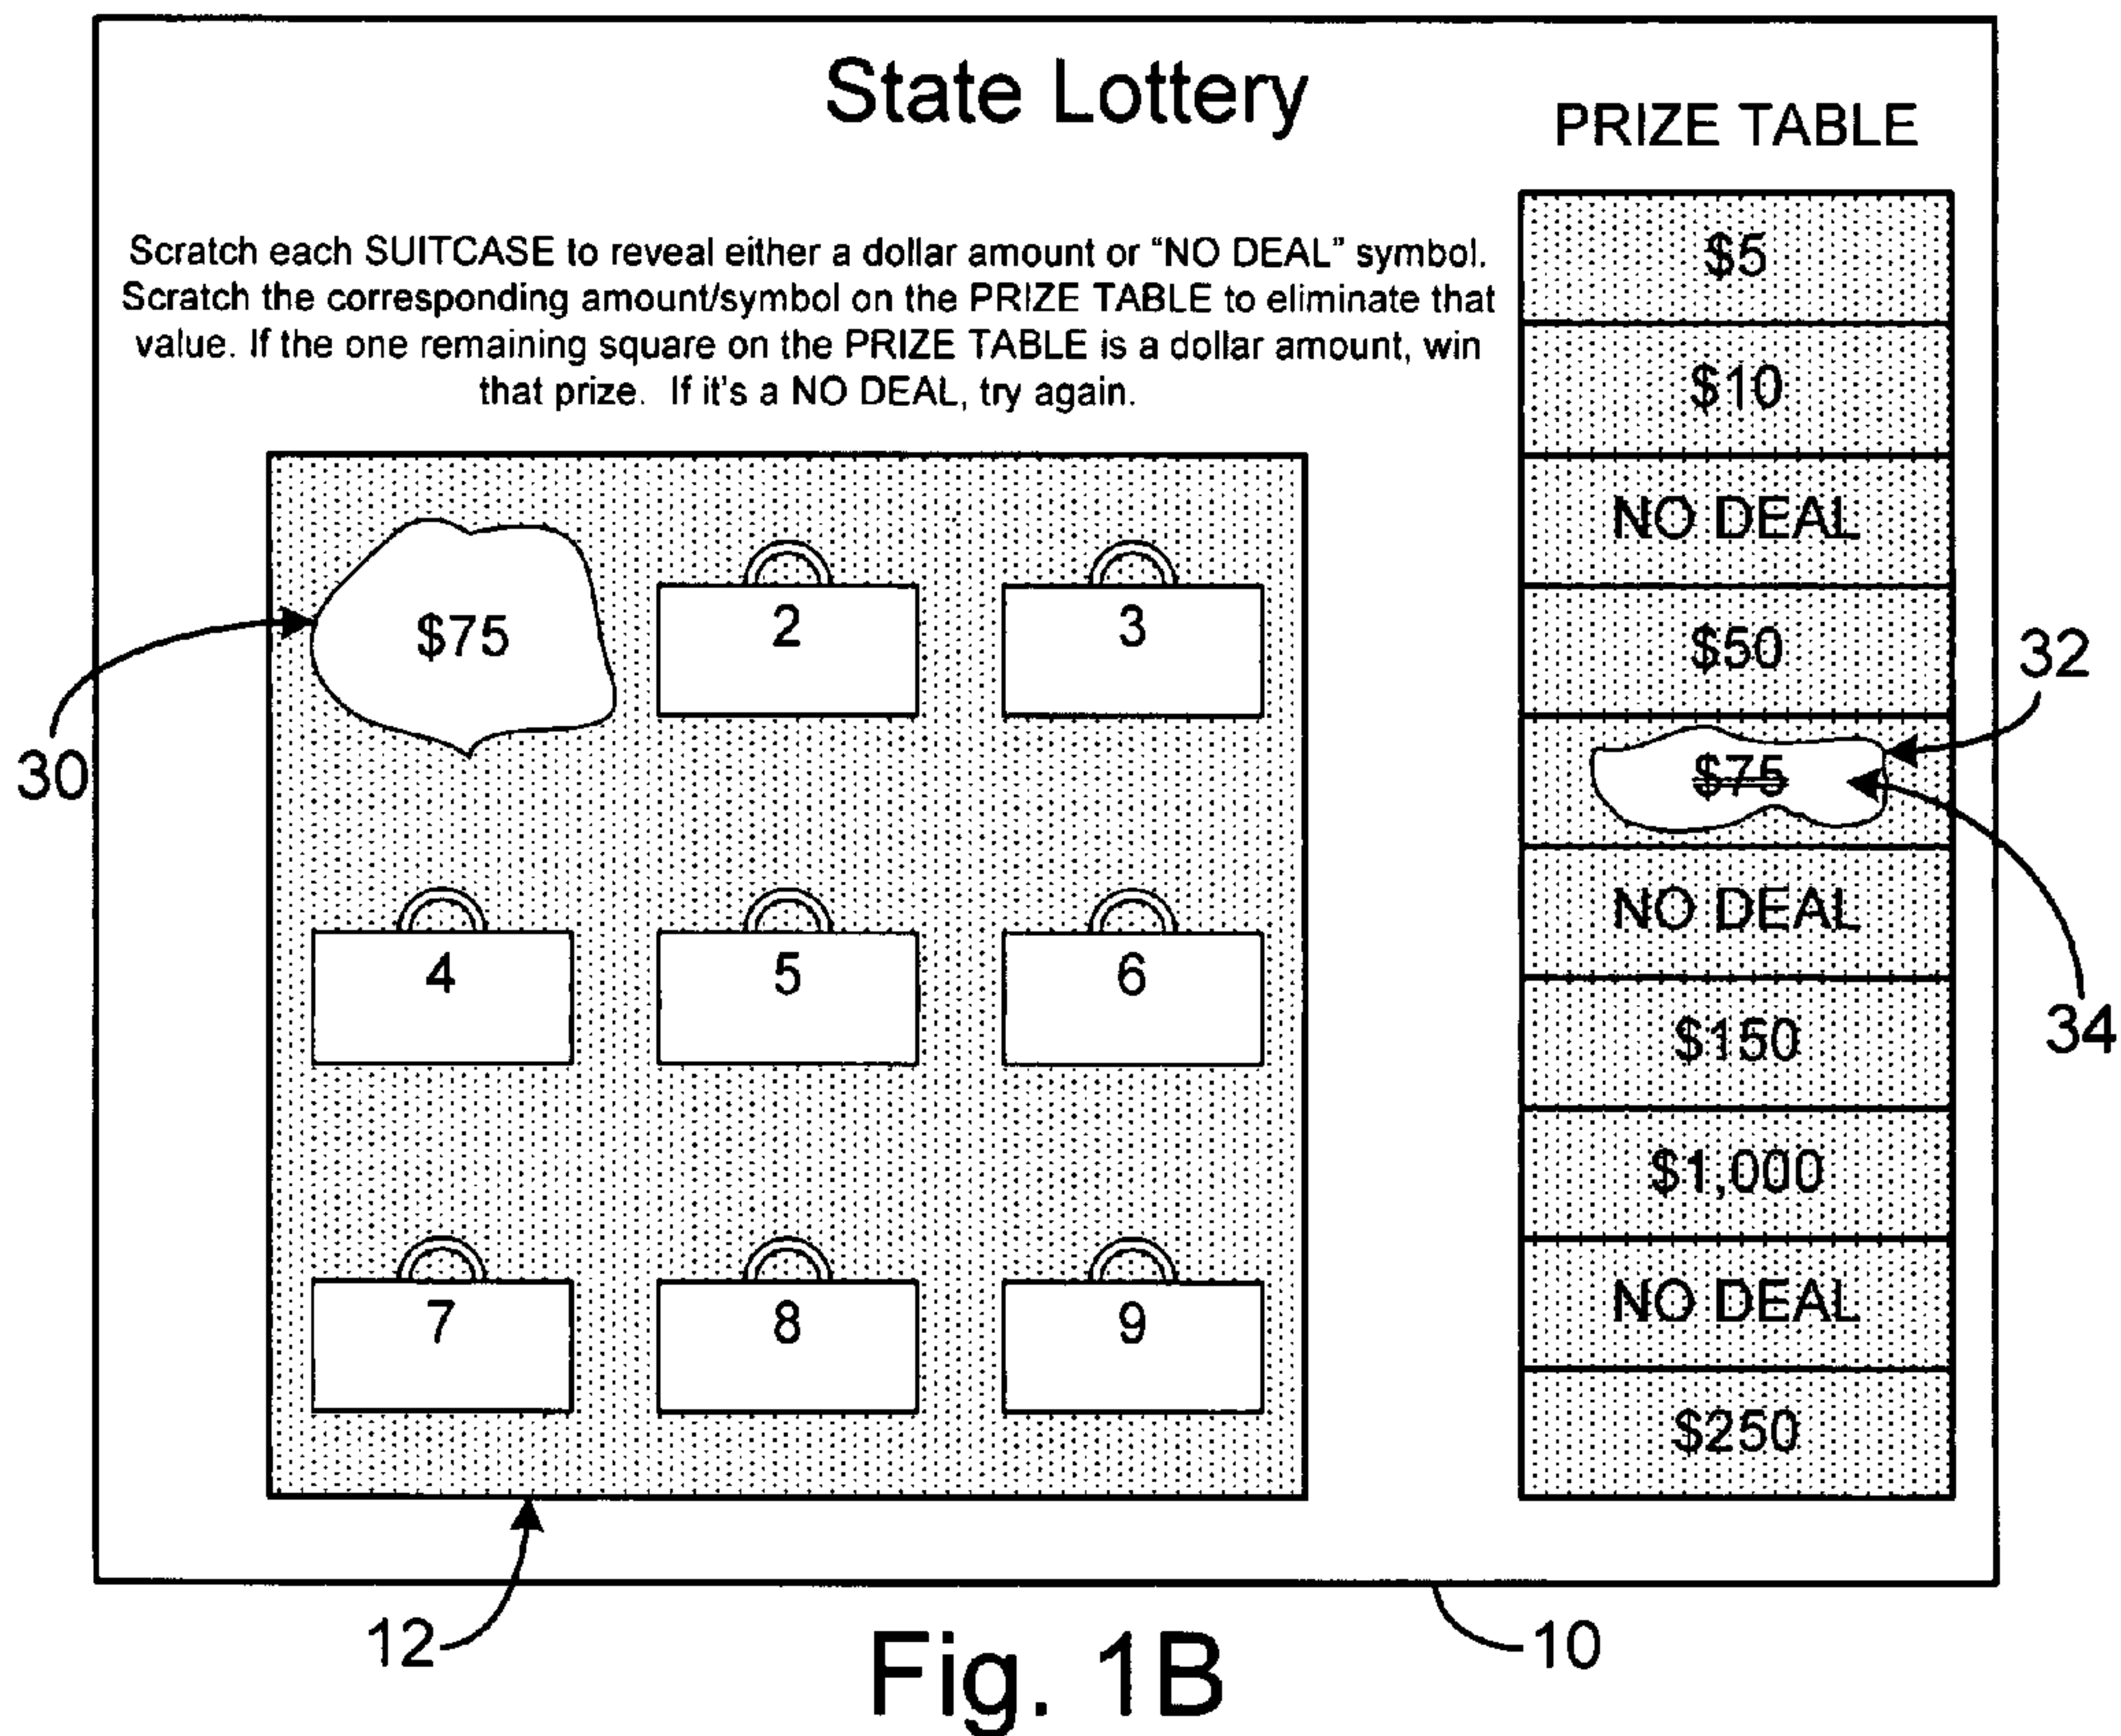 State Lottery
PRIZE TABLE
Scratch each SUITCASE to reveal either a dollar amount or “NO DEAL” symbol.
Scratch the corresponding amount/symbol on the PRIZE TABLE to eliminate that
value. If the one remaining square on the PRIZE TABLE is a dollar amount, win
that prize. If it's a NO DEAL, try again.
$75
2
3
4
5
6
7
8
9
$5
$10
NO DEAL
$50
$75
NO DEAL
$150
$1,000
NO DEAL
$250
30
32
34
12
10
Fig. 1B